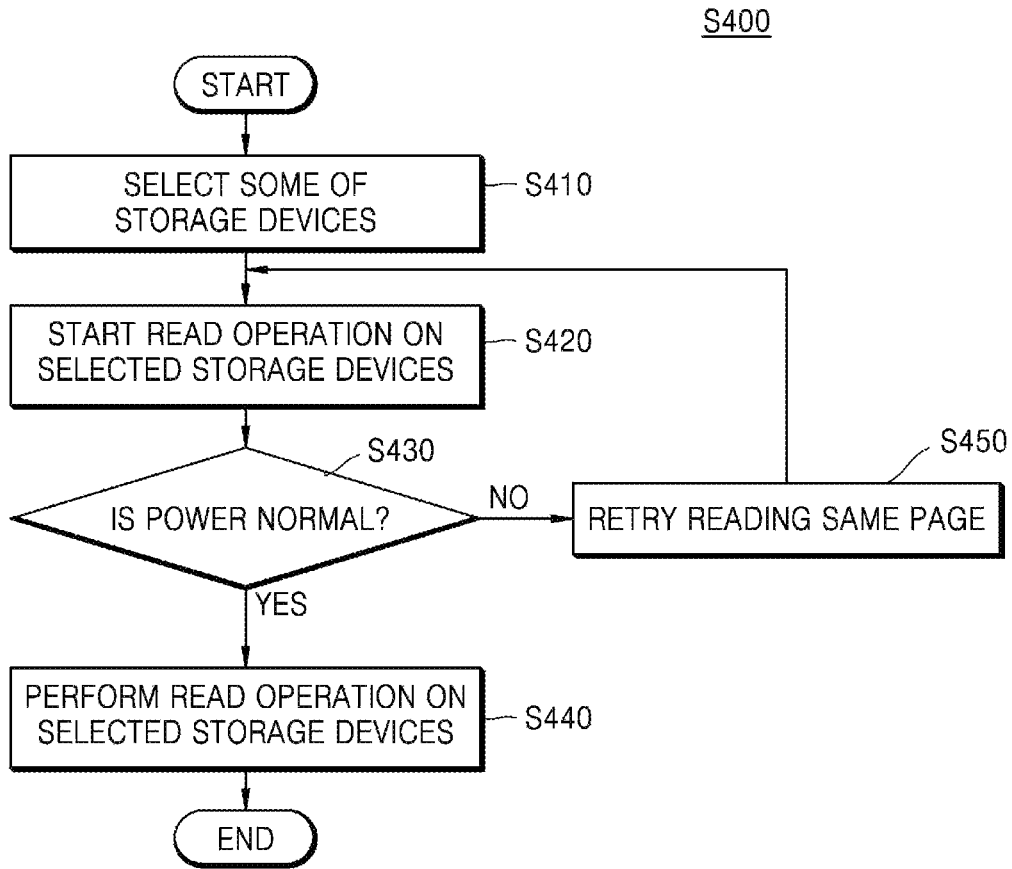 S400
START
SELECT SOME OF
STORAGE DEVICES
S410
START READ OPERATION ON
SELECTED STORAGE DEVICES
S420
S430
IS POWER NORMAL?
NO
S450
RETRY READING SAME PAGE
YES
PERFORM READ OPERATION ON
SELECTED STORAGE DEVICES
S440
END